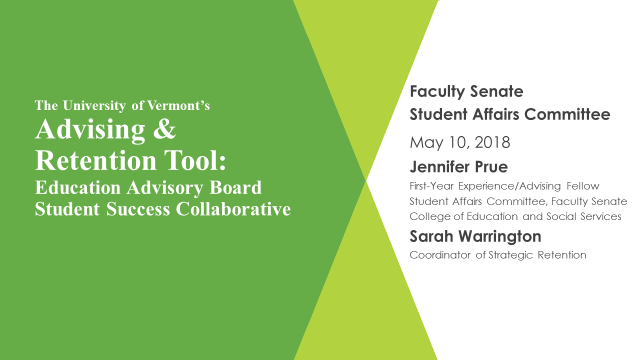 The University of Vermont's
Advising &
Retention Tool:
Education Advisory Board
Student Success Collaborative
Faculty Senate
Student Affairs Committee
May 10, 2018
Jennifer Prue
First-Year Experience/Advising Fellow
Student Affairs Committee, Faculty Senate
College of Education and Social Services
Sarah Warrington
Coordinator of Strategic Retention